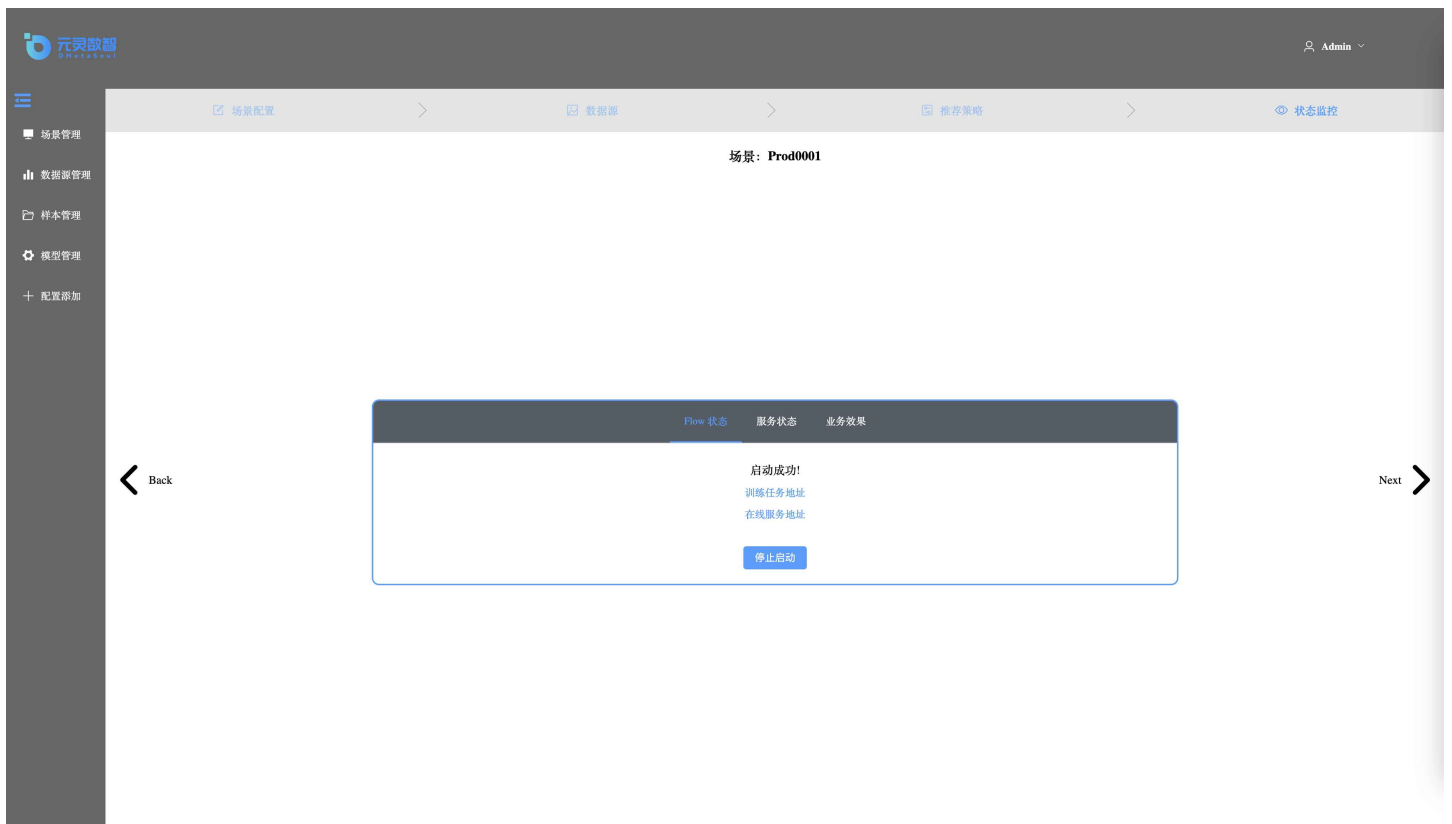 元灵数智
DMetaSoul
Admin
场景配置
数据源
推荐策略
状态监控
场景管理
数据源管理
样本管理
模型管理
配置添加
场景：Prod0001
Flow 状态
服务状态
业务效果
启动成功!
训练任务地址
在线服务地址
停止启动
Back
Next